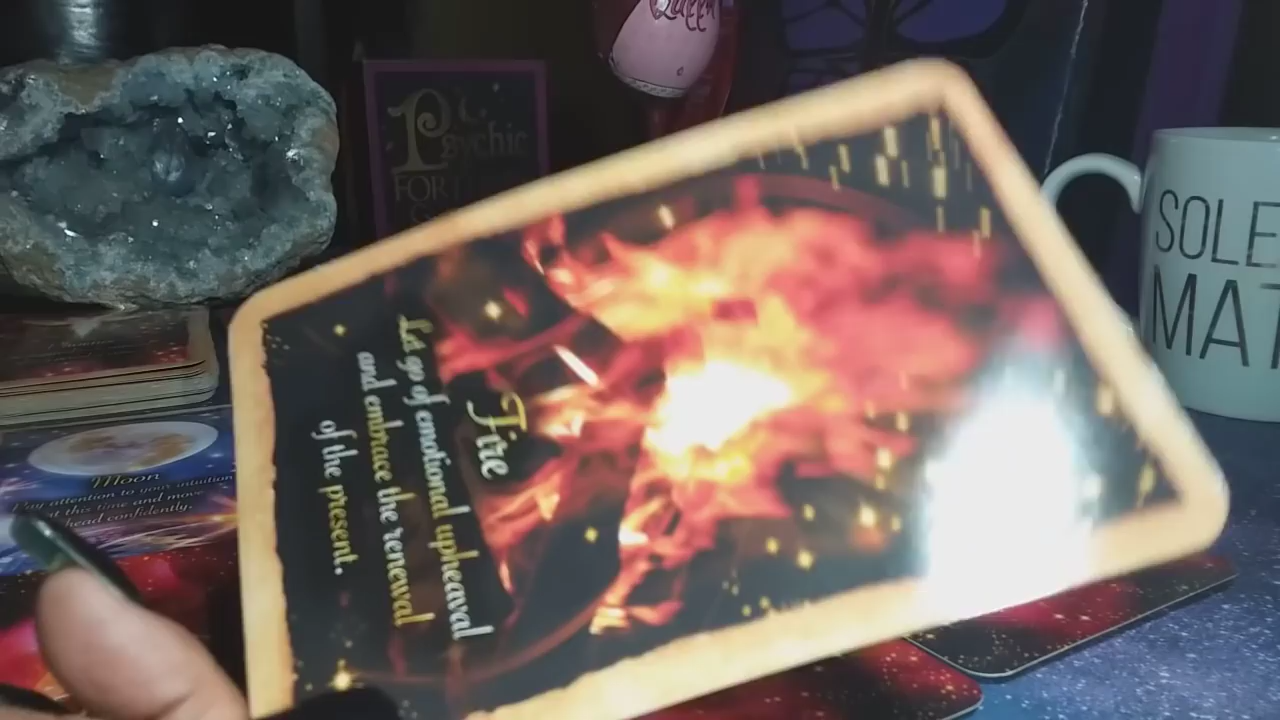 Queen
Psychic
SOLE
MAT
Fire
Let go of emotional upheaval
and embrace the renewal
of the present.
Moon
Pay attention to your intuition
at this time and move
ahead confidently.